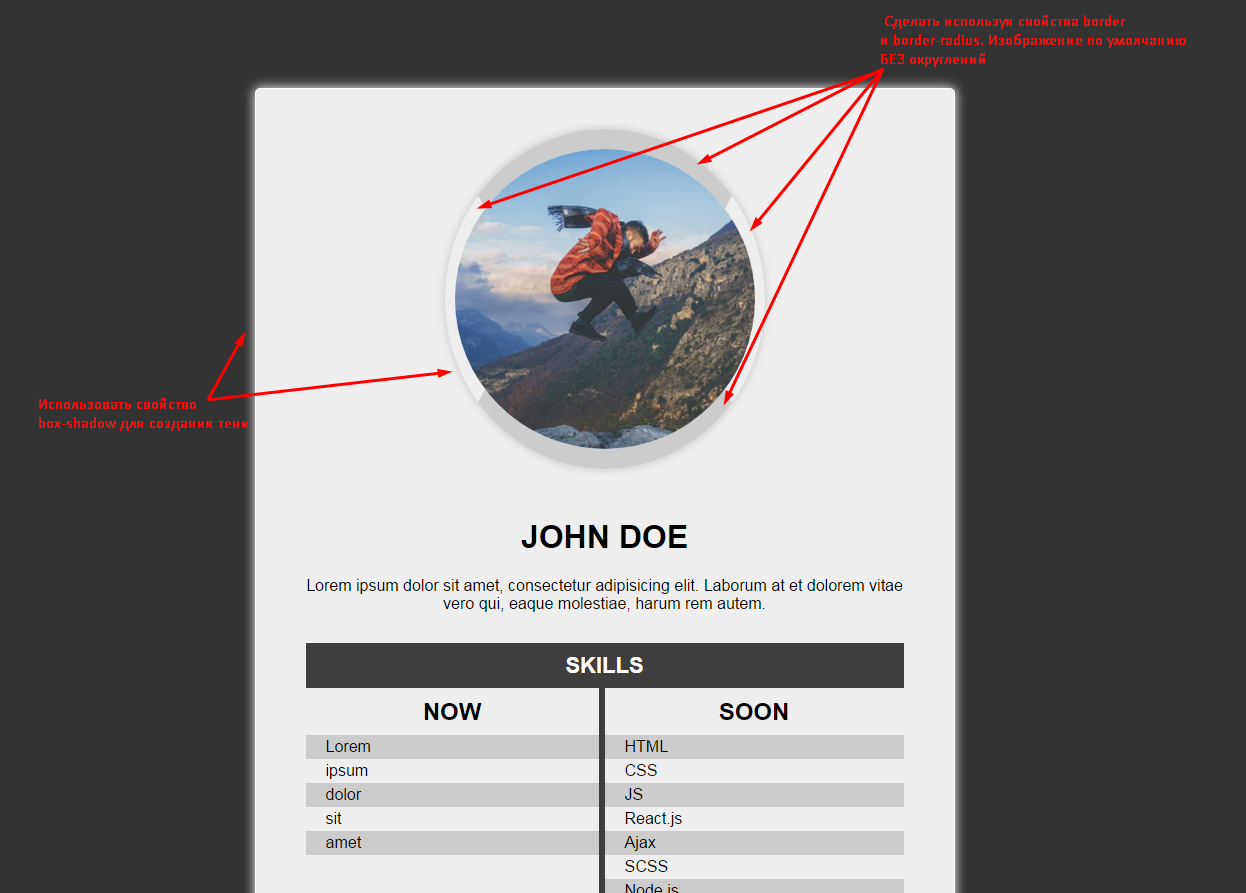 Сделать используя свойства border
и border-radius. Изображение по умолчанию
БЕЗ округлений
Использовать свойство
box-shadow для создания тени
JOHN DOE
Lorem ipsum dolor sit amet, consectetur adipisicing elit. Laborum at et dolorem vitae
vero qui, eaque molestiae, harum rem autem.
SKILLS
NOW
SOON
Lorem
HTML
ipsum
CSS
dolor
JS
sit
React.js
amet
Ajax
SCSS
Node.js